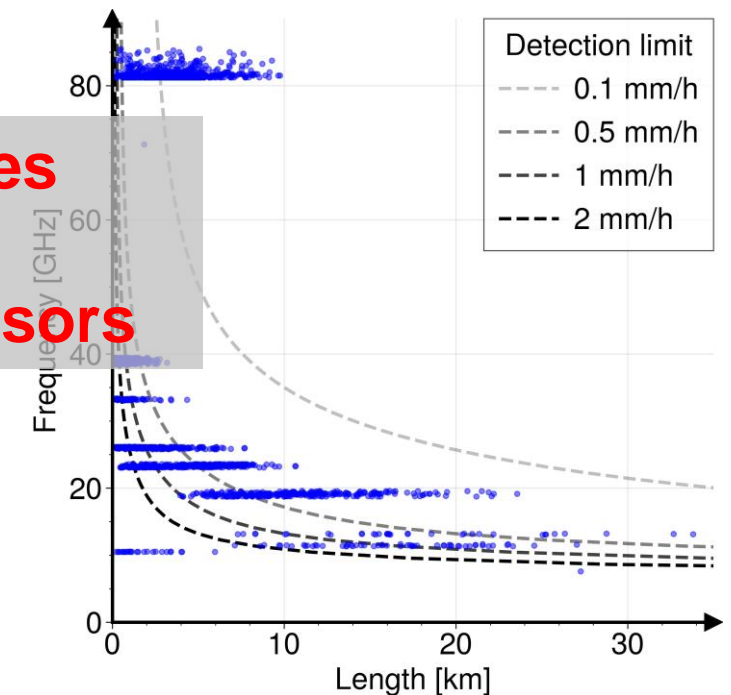 Detection limit
0.1 mm/h
0.5 mm/h
1 mm/h
2 mm/h
80
60
40
20
0
Frequency [GHz]
es
sors
0
10
20
30
Length [km]